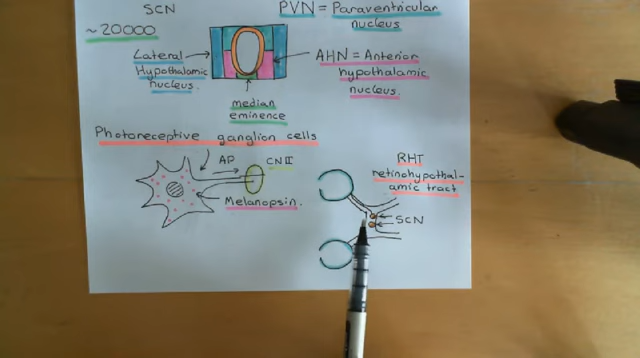 SCN
PVN = Paraventricular
nucleus
~20000
Lateral
Hypothalamic
nucleus.
AHN = Anterior
hypothalamic
nucleus.
median
eminence
Photoreceptive ganglion cells
AP
CN II
Melanopsin.
RHT
retinohypothal-
amic tract
SCN